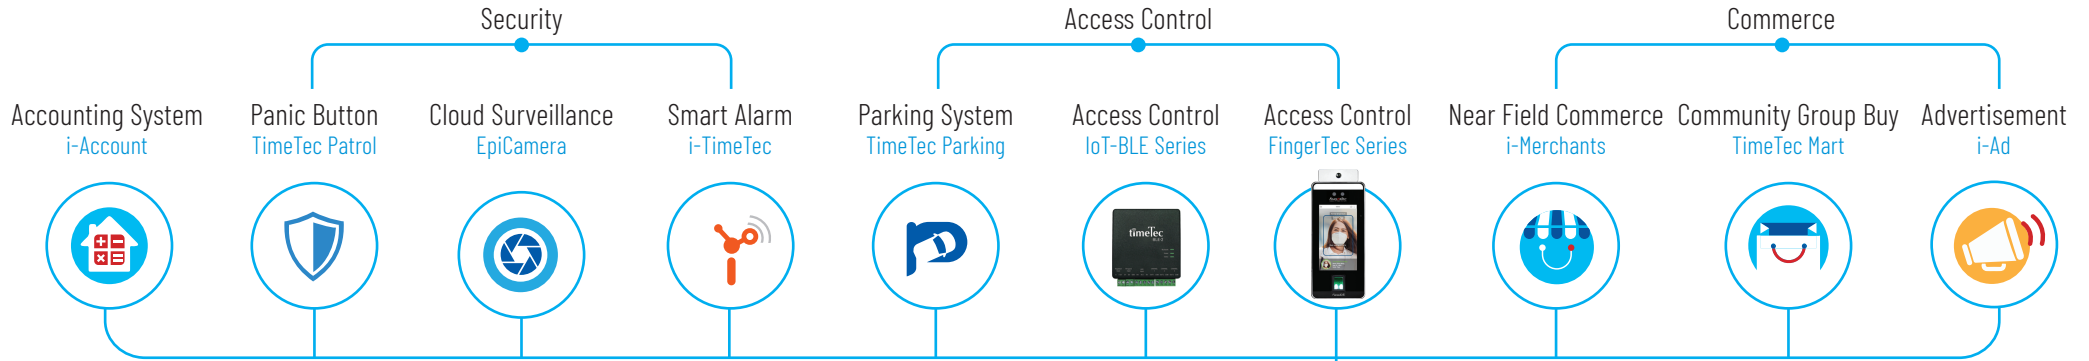 Security
Access Control
Commerce
Accounting System
i-Account
Panic Button
TimeTec Patrol
Cloud Surveillance
EpiCamera
Smart Alarm
i-TimeTec
Parking System
TimeTec Parking
Access Control
IoT-BLE Series
Access Control
FingerTec Series
Near Field Commerce
i-Merchants
Community Group Buy
TimeTec Mart
Advertisement
i-Ad
timeTec